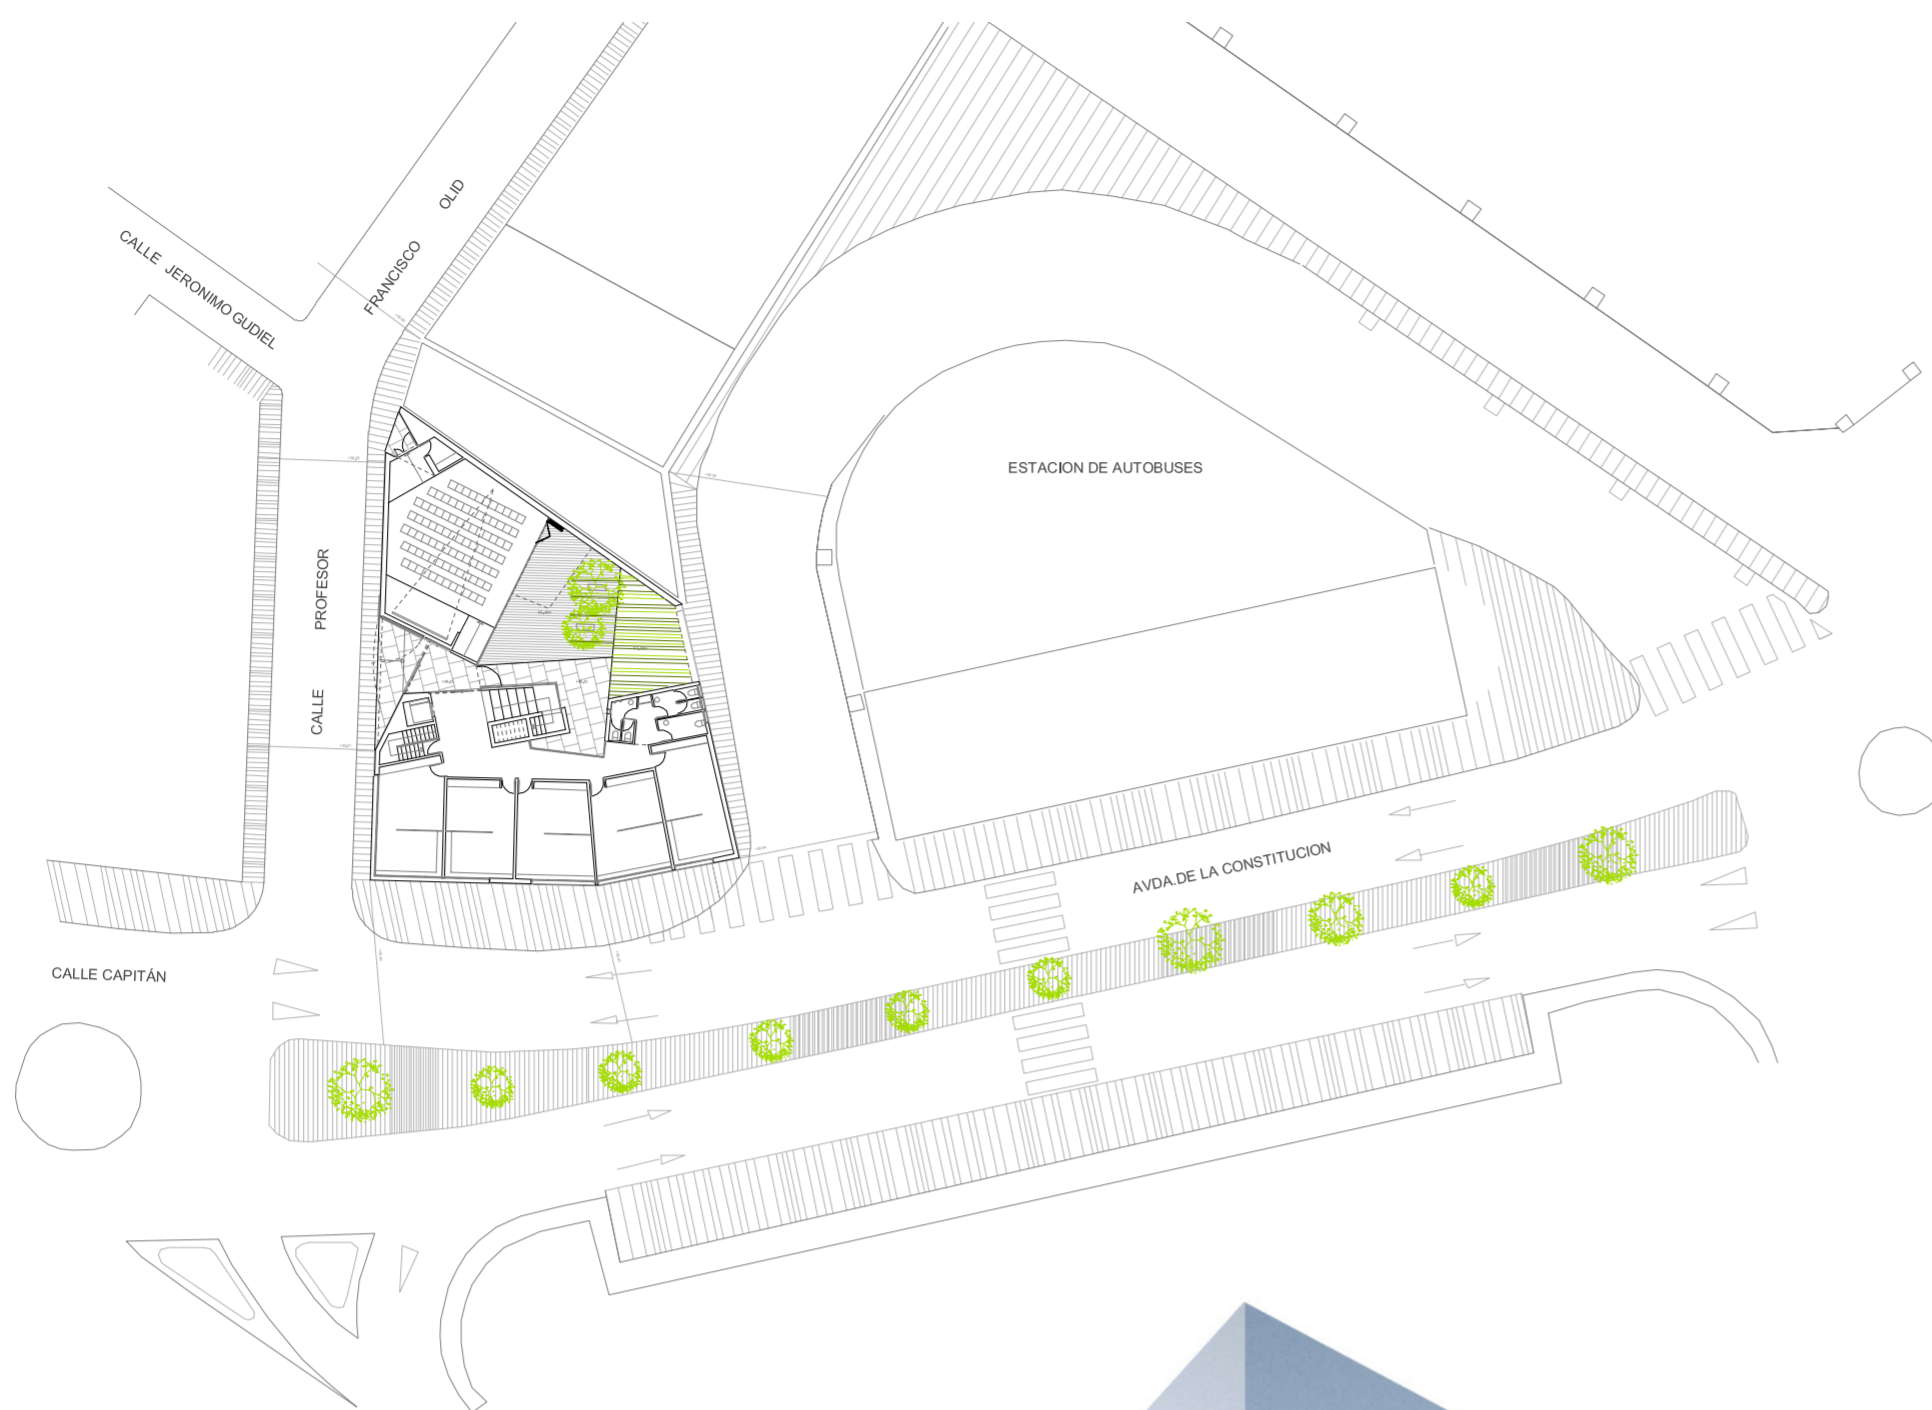 OLID
FRANCISCO
CALLE JERONIMO GUDIEL
ESTACION DE AUTOBUSES
PROFESOR
CALLE
AVDA.DE LA CONSTITUCION
CALLE CAPITÁN